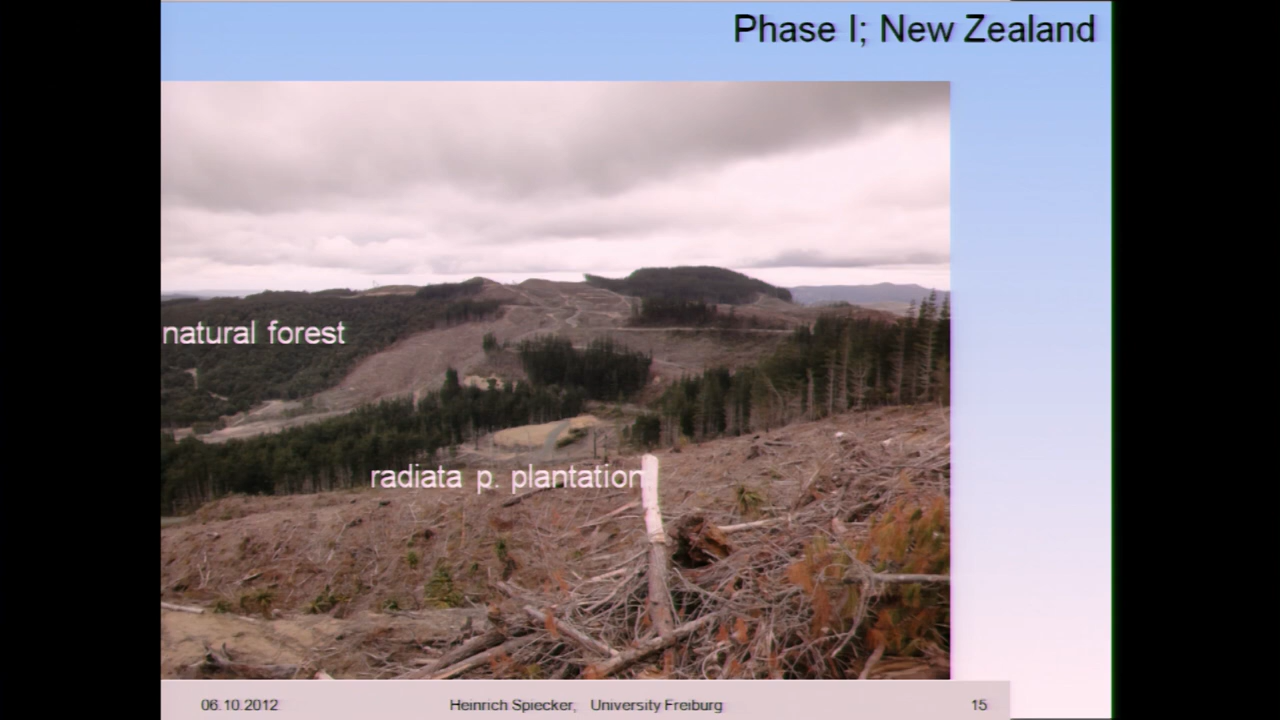 Phase I; New Zealand
natural forest
radiata p. plantation
06.10.2012
Heinrich Spiecker, University Freiburg
15